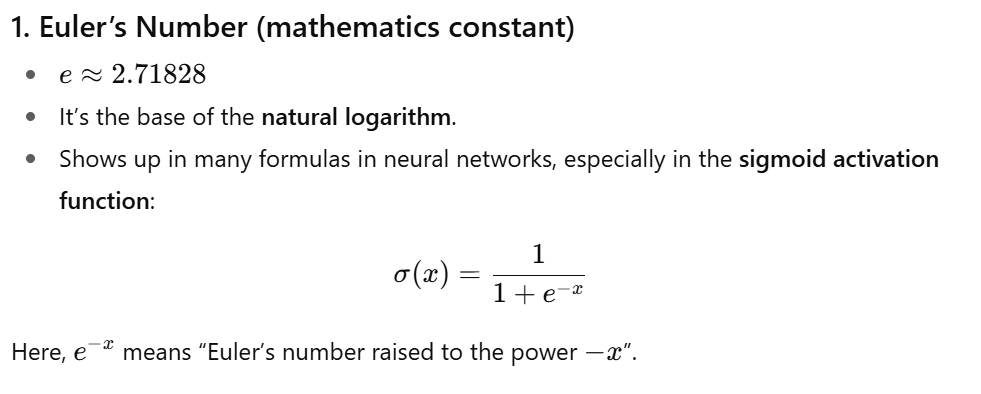 1. Euler’s Number (mathematics constant)
• e ≈ 2.71828
• It’s the base of the natural logarithm.
• Shows up in many formulas in neural networks, especially in the sigmoid activation
function:
σ(x) = 1 / (1 + e^{−x})
Here, e^{−x} means “Euler’s number raised to the power −x”.